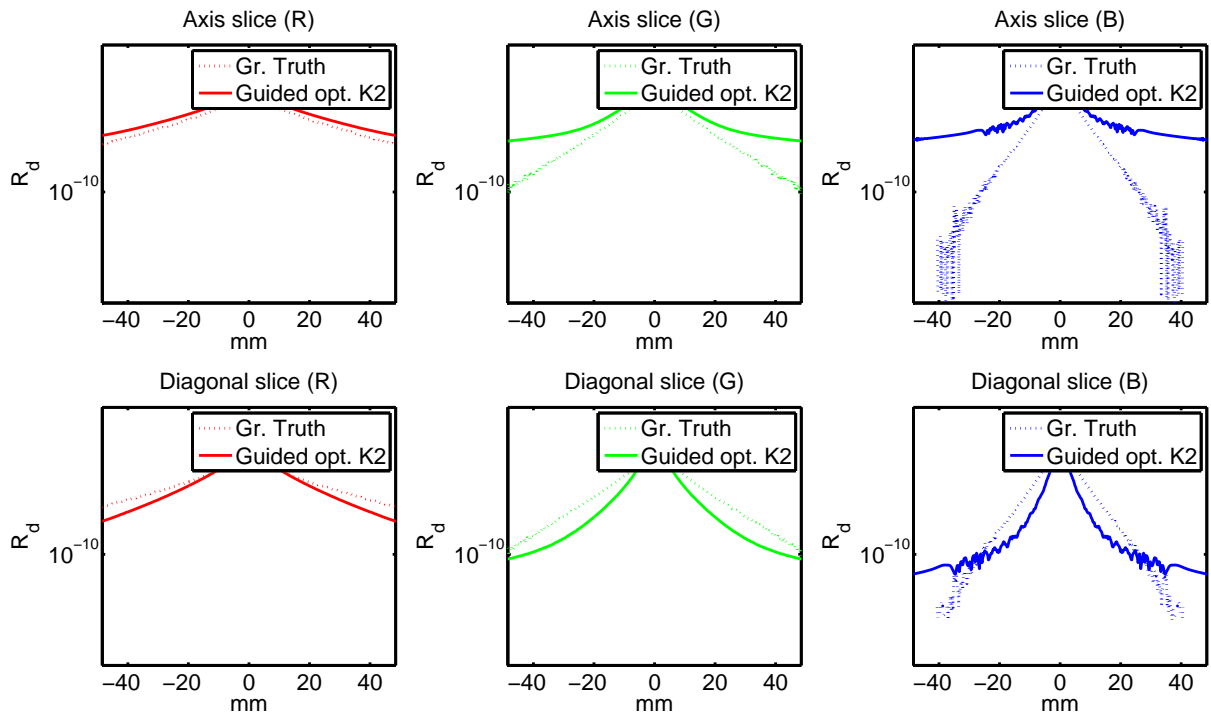 Axis slice (R)
Gr. Truth
Guided opt. K2
R_d
10^−10
−40 −20 0 20 40
mm
Axis slice (G)
Gr. Truth
Guided opt. K2
R_d
10^−10
−40 −20 0 20 40
mm
Axis slice (B)
Gr. Truth
Guided opt. K2
R_d
10^−10
−40 −20 0 20 40
mm
Diagonal slice (R)
Gr. Truth
Guided opt. K2
R_d
10^−10
−40 −20 0 20 40
mm
Diagonal slice (G)
Gr. Truth
Guided opt. K2
R_d
10^−10
−40 −20 0 20 40
mm
Diagonal slice (B)
Gr. Truth
Guided opt. K2
R_d
10^−10
−40 −20 0 20 40
mm